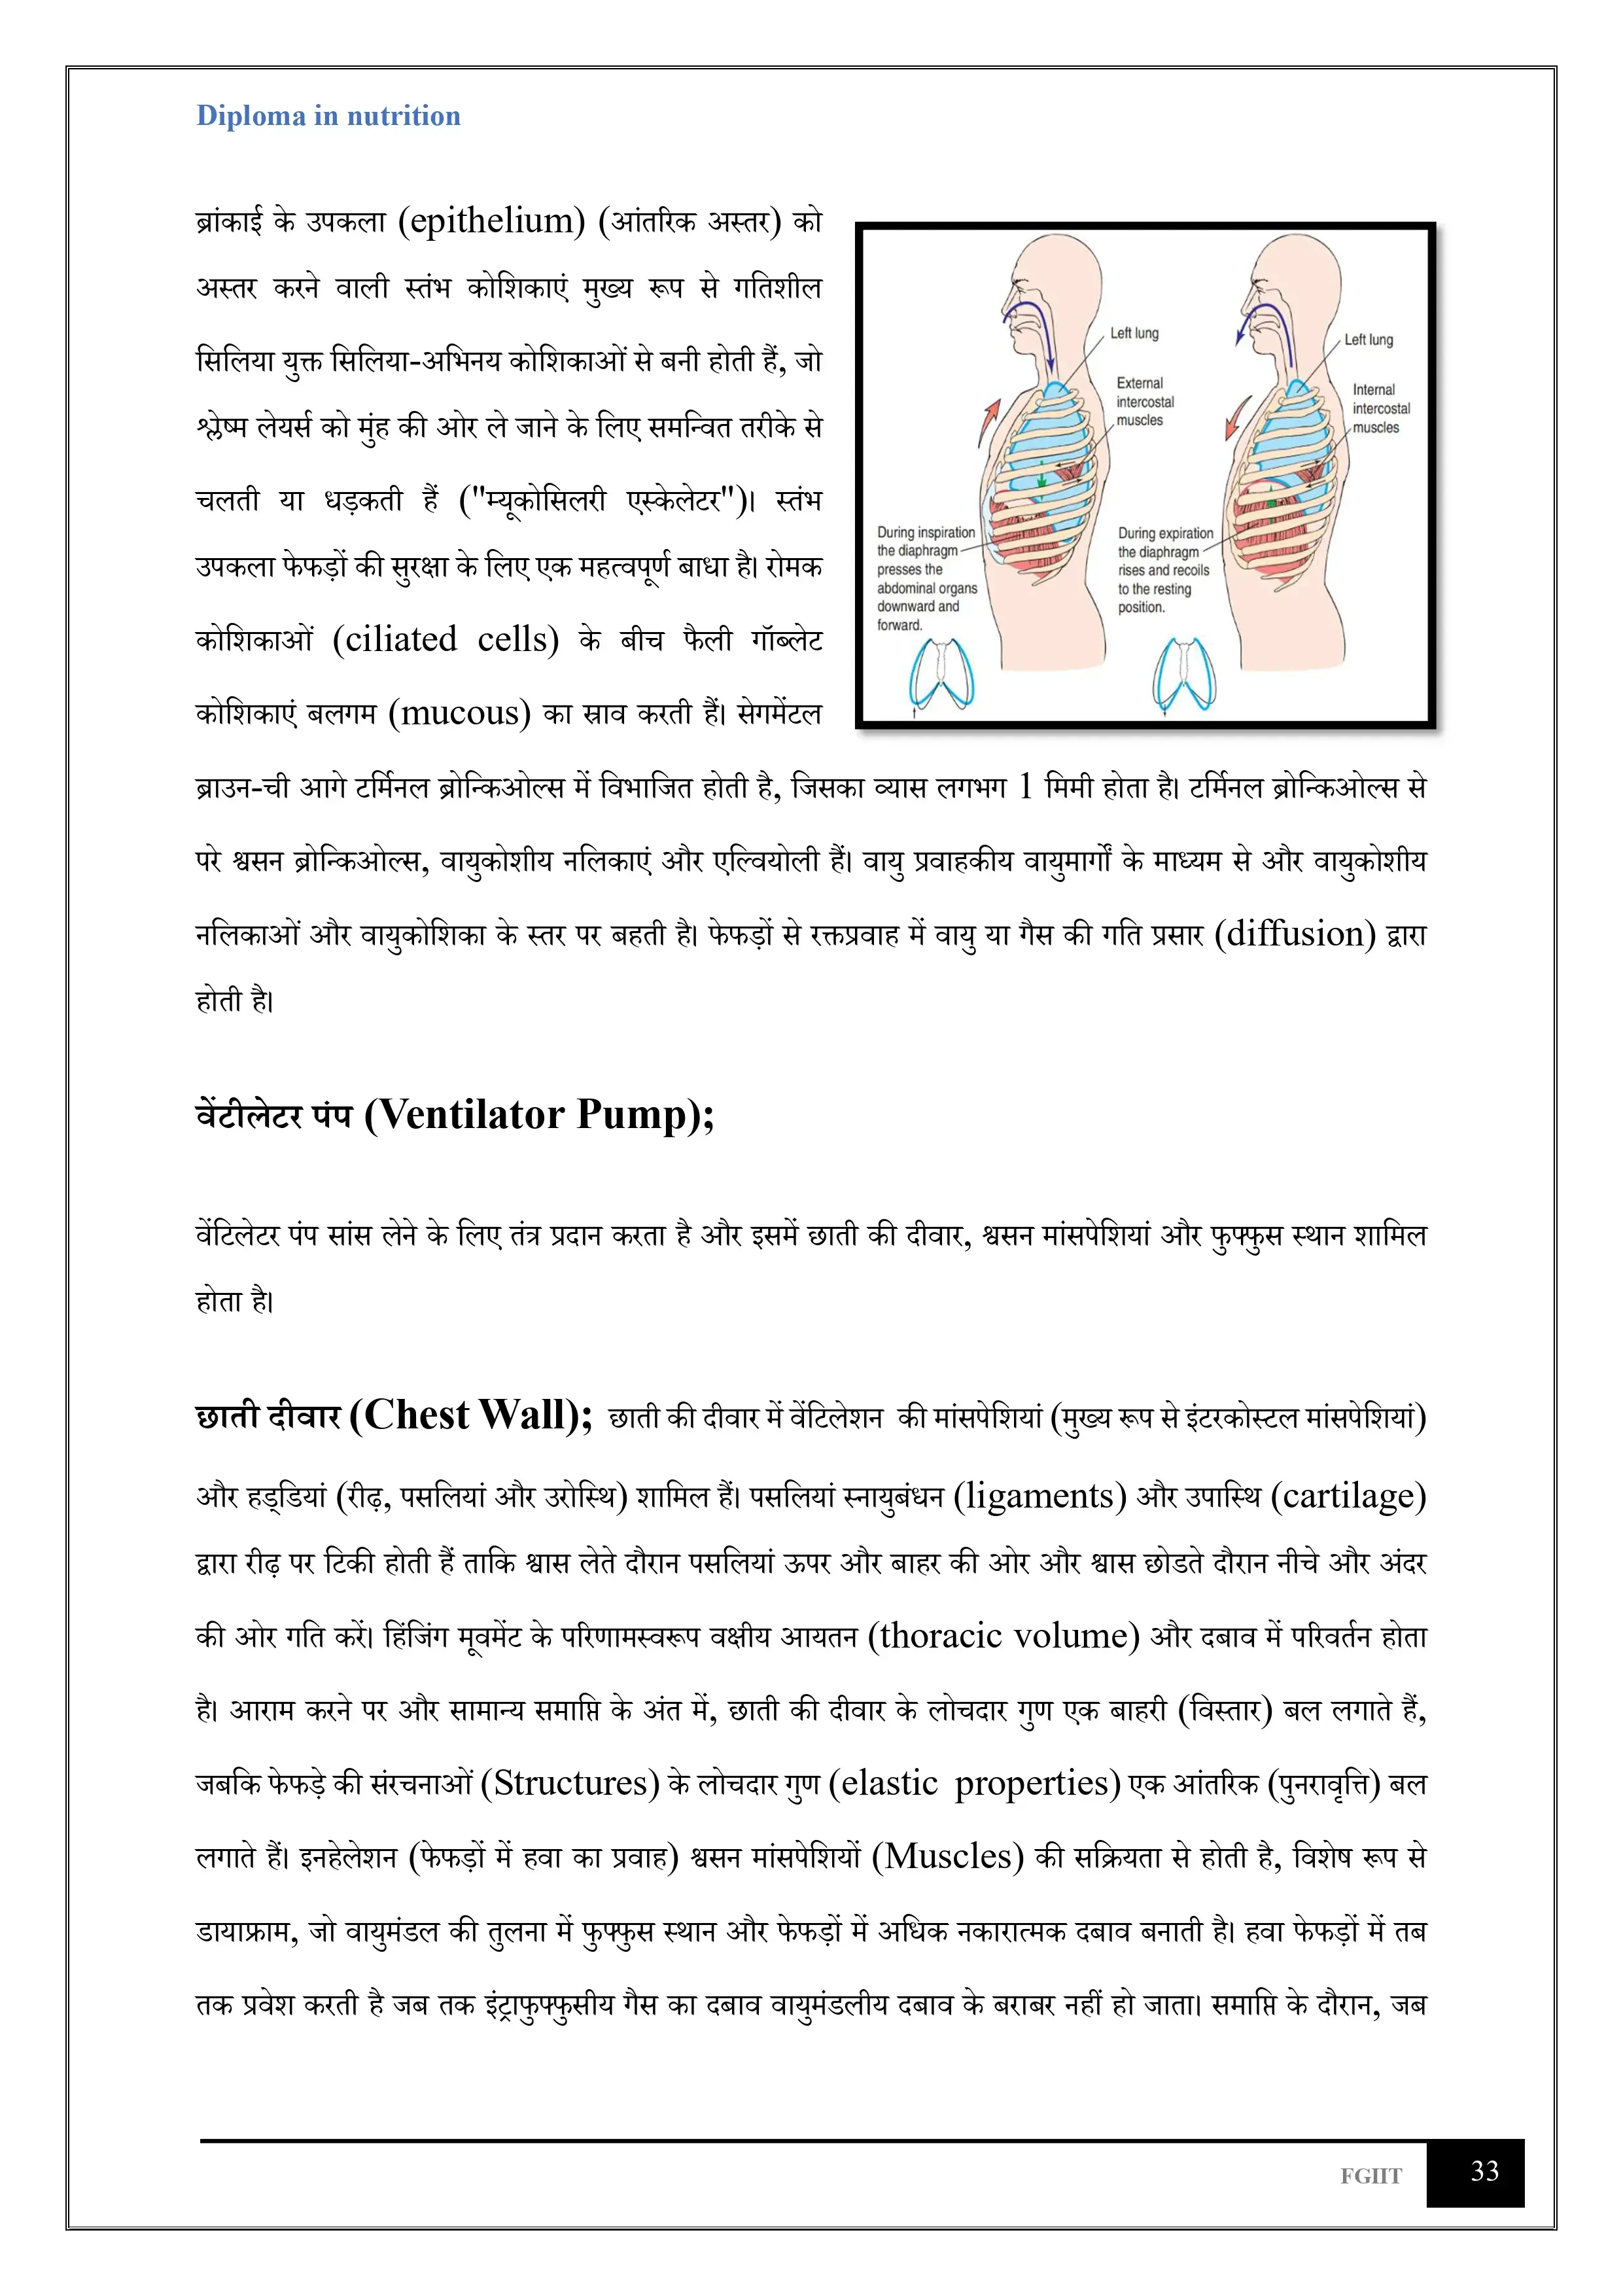 Diploma in nutrition
ब्रांकाई के उपकला (epithelium) (आंतरिक अस्तर) को
अस्तर करने वाली स्तंभ कोशिकाएं मुख्य रूप से गतिशील
सिलिया युक्त सिलिया-अभिनय कोशिकाओं से बनी होती हैं, जो
श्लेष्म लेयर्स को मुंह की ओर ले जाने के लिए समन्वित तरीके से
चलती या धड़कती हैं ("म्यूकोसिलरी एस्केलेटर")। स्तंभ
उपकला फेफड़ों की सुरक्षा के लिए एक महत्वपूर्ण बाधा है। रोमक
कोशिकाओं (ciliated cells) के बीच फैली गॉब्लेट
कोशिकाएं बलगम (mucous) का स्राव करती हैं। सेगमेंटल
Left lung
External
intercostal
muscles
During inspiration
the diaphragm
presses the
abdominal organs
downward and
forward.
Left lung
Internal
intercostal
muscles
During expiration
the diaphragm
rises and recoils
to the resting
position.
ब्राउन-ची आगे टर्मिनल ब्रोन्किओल्स में विभाजित होती है, जिसका व्यास लगभग 1 मिमी होता है। टर्मिनल ब्रोन्किओल्स से
परे श्वसन ब्रोन्किओल्स, वायुकोशीय नलिकाएं और एल्वियोली हैं। वायु प्रवाहकीय वायुमार्गों के माध्यम से और वायुकोशीय
नलिकाओं और वायुकोशिका के स्तर पर बहती है। फेफड़ों से रक्तप्रवाह में वायु या गैस की गति प्रसार (diffusion) द्वारा
होती है।
वेंटीलेटर पंप (Ventilator Pump);
वेंटिलेटर पंप सांस लेने के लिए तंत्र प्रदान करता है और इसमें छाती की दीवार, श्वसन मांसपेशियां और फुफ्फुस स्थान शामिल
होता है।
छाती दीवार (Chest Wall); छाती की दीवार में वेंटिलेशन की मांसपेशियां (मुख्य रूप से इंटरकोस्टल मांसपेशियां)
और हड्डियां (रीढ़, पसलियां और उरोस्थि) शामिल हैं। पसलियां स्नायुबंधन (ligaments) और उपास्थि (cartilage)
द्वारा रीढ़ पर टिकी होती हैं ताकि श्वास लेते दौरान पसलियां ऊपर और बाहर की ओर और श्वास छोडते दौरान नीचे और अंदर
की ओर गति करें। हिंजिंग मूवमेंट के परिणामस्वरूप वक्षीय आयतन (thoracic volume) और दबाव में परिवर्तन होता
है। आराम करने पर और सामान्य समाप्ति के अंत में, छाती की दीवार के लोचदार गुण एक बाहरी (विस्तार) बल लगाते हैं,
जबकि फेफड़े की संरचनाओं (Structures) के लोचदार गुण (elastic properties) एक आंतरिक (पुनरावृत्ति) बल
लगाते हैं। इनहेलेशन (फेफड़ों में हवा का प्रवाह) श्वसन मांसपेशियों (Muscles) की सक्रियता से होती है, विशेष रूप से
डायाफ्राम, जो वायुमंडल की तुलना में फुफ्फुस स्थान और फेफड़ों में अधिक नकारात्मक दबाव बनाती है। हवा फेफड़ों में तब
तक प्रवेश करती है जब तक इंट्राफुफ्फुसीय गैस का दबाव वायुमंडलीय दबाव के बराबर नहीं हो जाता। समाप्ति के दौरान, जब
FGIIT 33